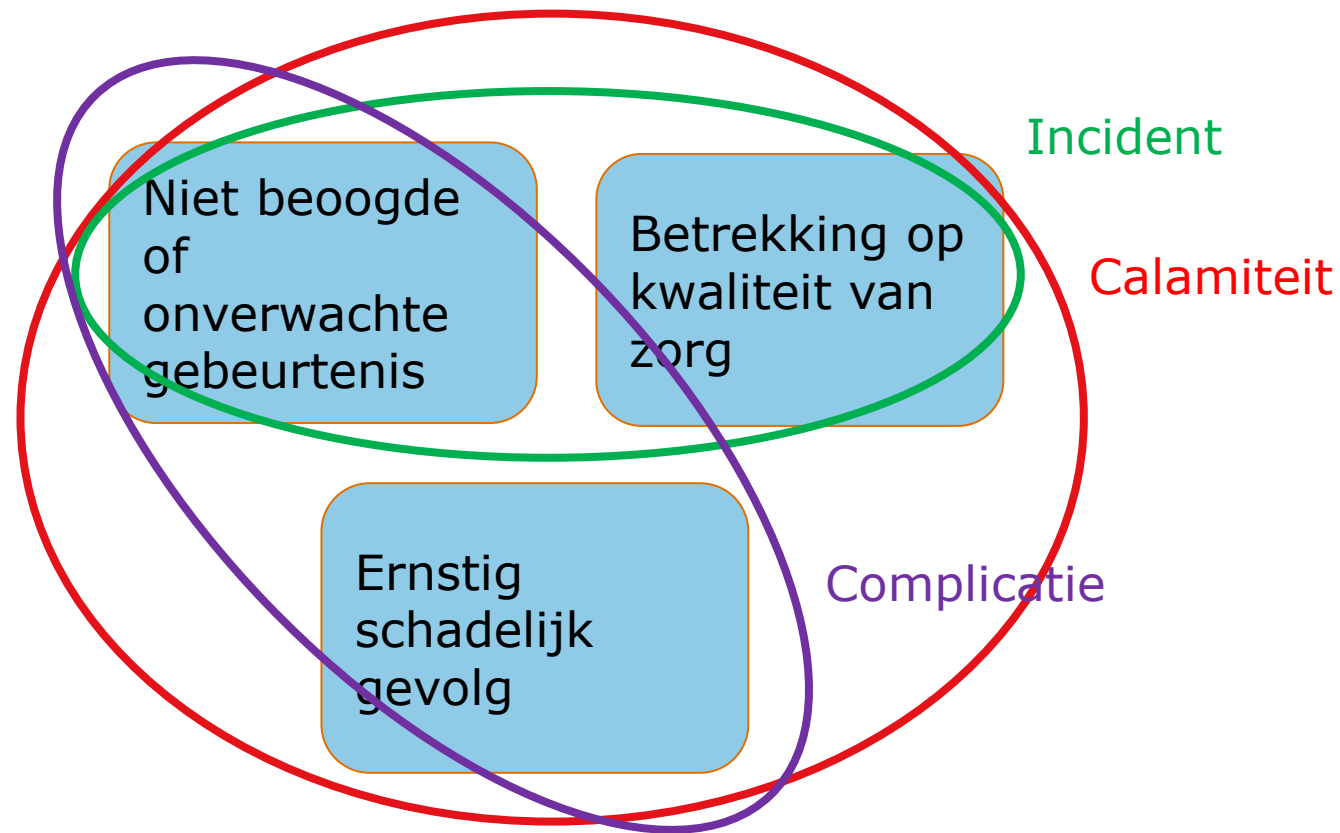 Niet beoogde
of
onverwachte
gebeurtenis
Betrekking op
kwaliteit van
zorg
Incident
Calamiteit
Ernstig
schadelijk
gevolg
Complicatie